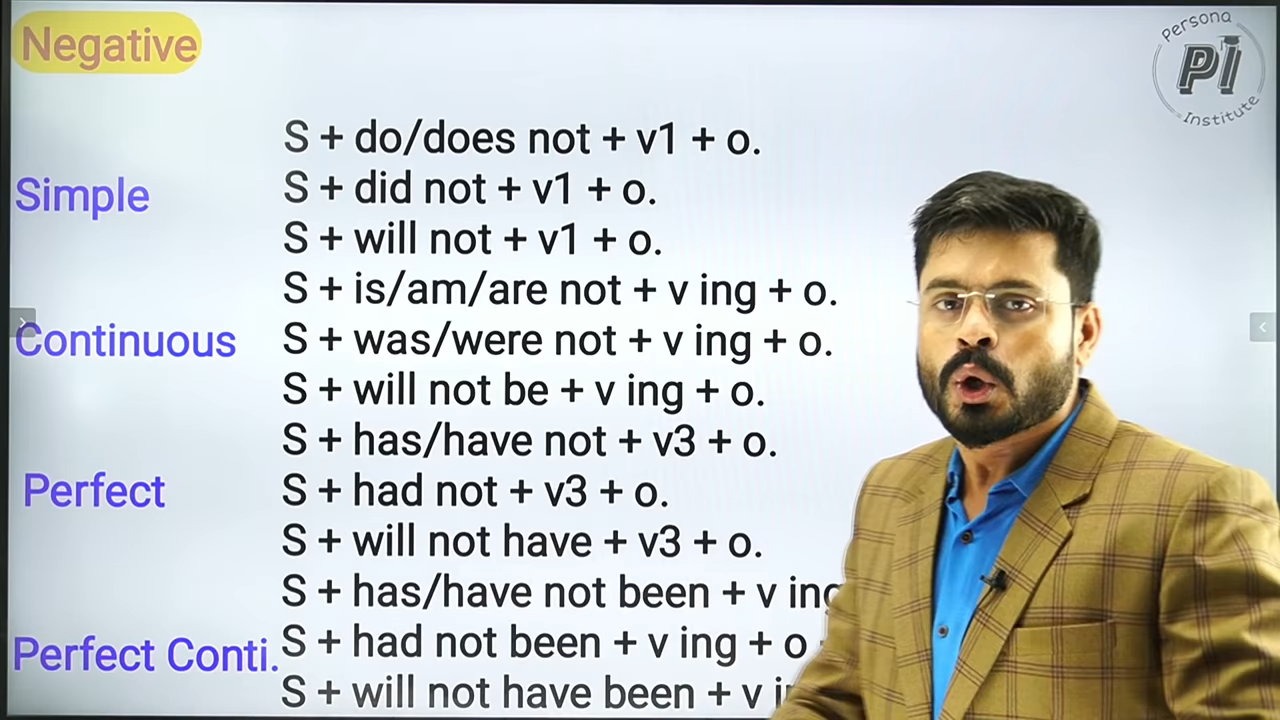 Negative
Persona
PI
Institute
S + do/does not + v1 + o.
Simple
S + did not + v1 + o.
S + will not + v1 + o.
S + is/am/are not + v ing + o.
Continuous
S + was/were not + v ing + o.
S + will not be + v ing + o.
S + has/have not + v3 + o.
Perfect
S + had not + v3 + o.
S + will not have + v3 + o.
S + has/have not been + v ing
Perfect Conti.
S + had not been + v ing + o
S + will not have been + v